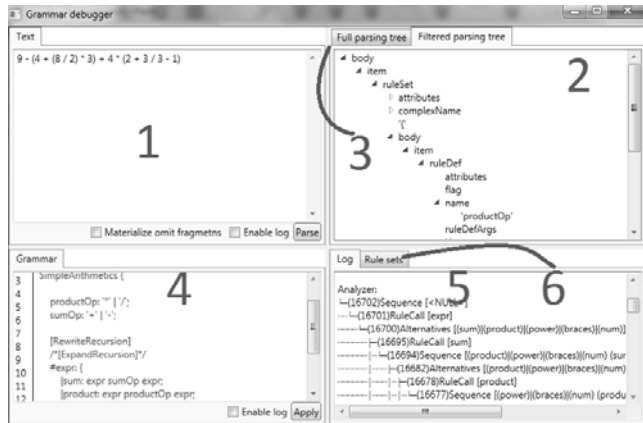 Grammar debugger
Text
9 - (4 + (8 / 2) * 3) + 4 * (2 + 3 / 3 - 1)
1
Materialize omit fragmetns Enable log Parse
Full parsing tree Filtered parsing tree
body
item
ruleSet
attributes
complexName
'{'
body
item
ruleDef
attributes
flag
name
'productOp'
ruleDefArgs
2
3
Grammar
3 SimpleArithmetics {
4
5 productOp: '*' | '/';
6 sumOp: '+' | '-';
7
8 [RewriteRecursion]
9 /*[ExpandRecursion]*/
10 #expr: {
11 |sum: expr sumOp expr;
12 |product: expr productOp expr;
4
Enable log Apply
Log Rule sets
Analyzer:
(16702)Sequence [<NULL>]
(16701)RuleCall [expr]
(16700)Alternatives [(sum)|(product)|(power)|(braces)|(num)]
(16695)RuleCall [sum]
(16694)Sequence [(product)|(power)|(braces)|(num) (sur
(16682)Alternatives [(product)|(power)|(braces)|
(16678)RuleCall [product]
(16677)Sequence [(power)|(braces)|(num) (produ
5
6